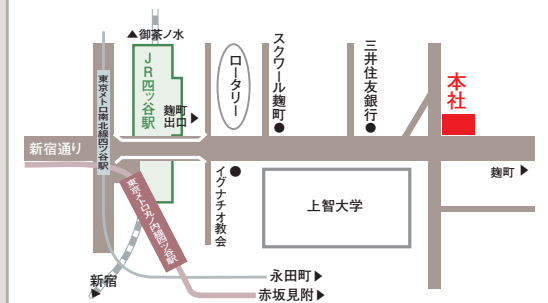 ▲御茶ノ水
JR四ッ谷駅
東京メトロ南北線四ツ谷駅
麹町
出口▶
ロータリー
スクワール麹町●
三井住友銀行●
本社
新宿通り
麹町▶
東京メトロ丸ノ内線四ツ谷駅
●イグナチオ教会
上智大学
新宿
永田町▶
赤坂見附▶